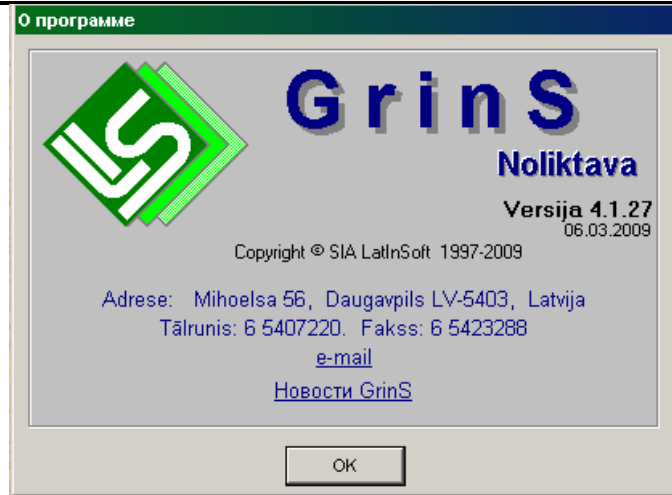 О программе
GrinS
Noliktava
Versija 4.1.27
06.03.2009
Copyright © SIA LatInSoft 1997-2009
Adrese: Mihoelsa 56, Daugavpils LV-5403, Latvija
Tālrunis: 6 5407220. Fakss: 6 5423288
e-mail
Новости GrinS
OK